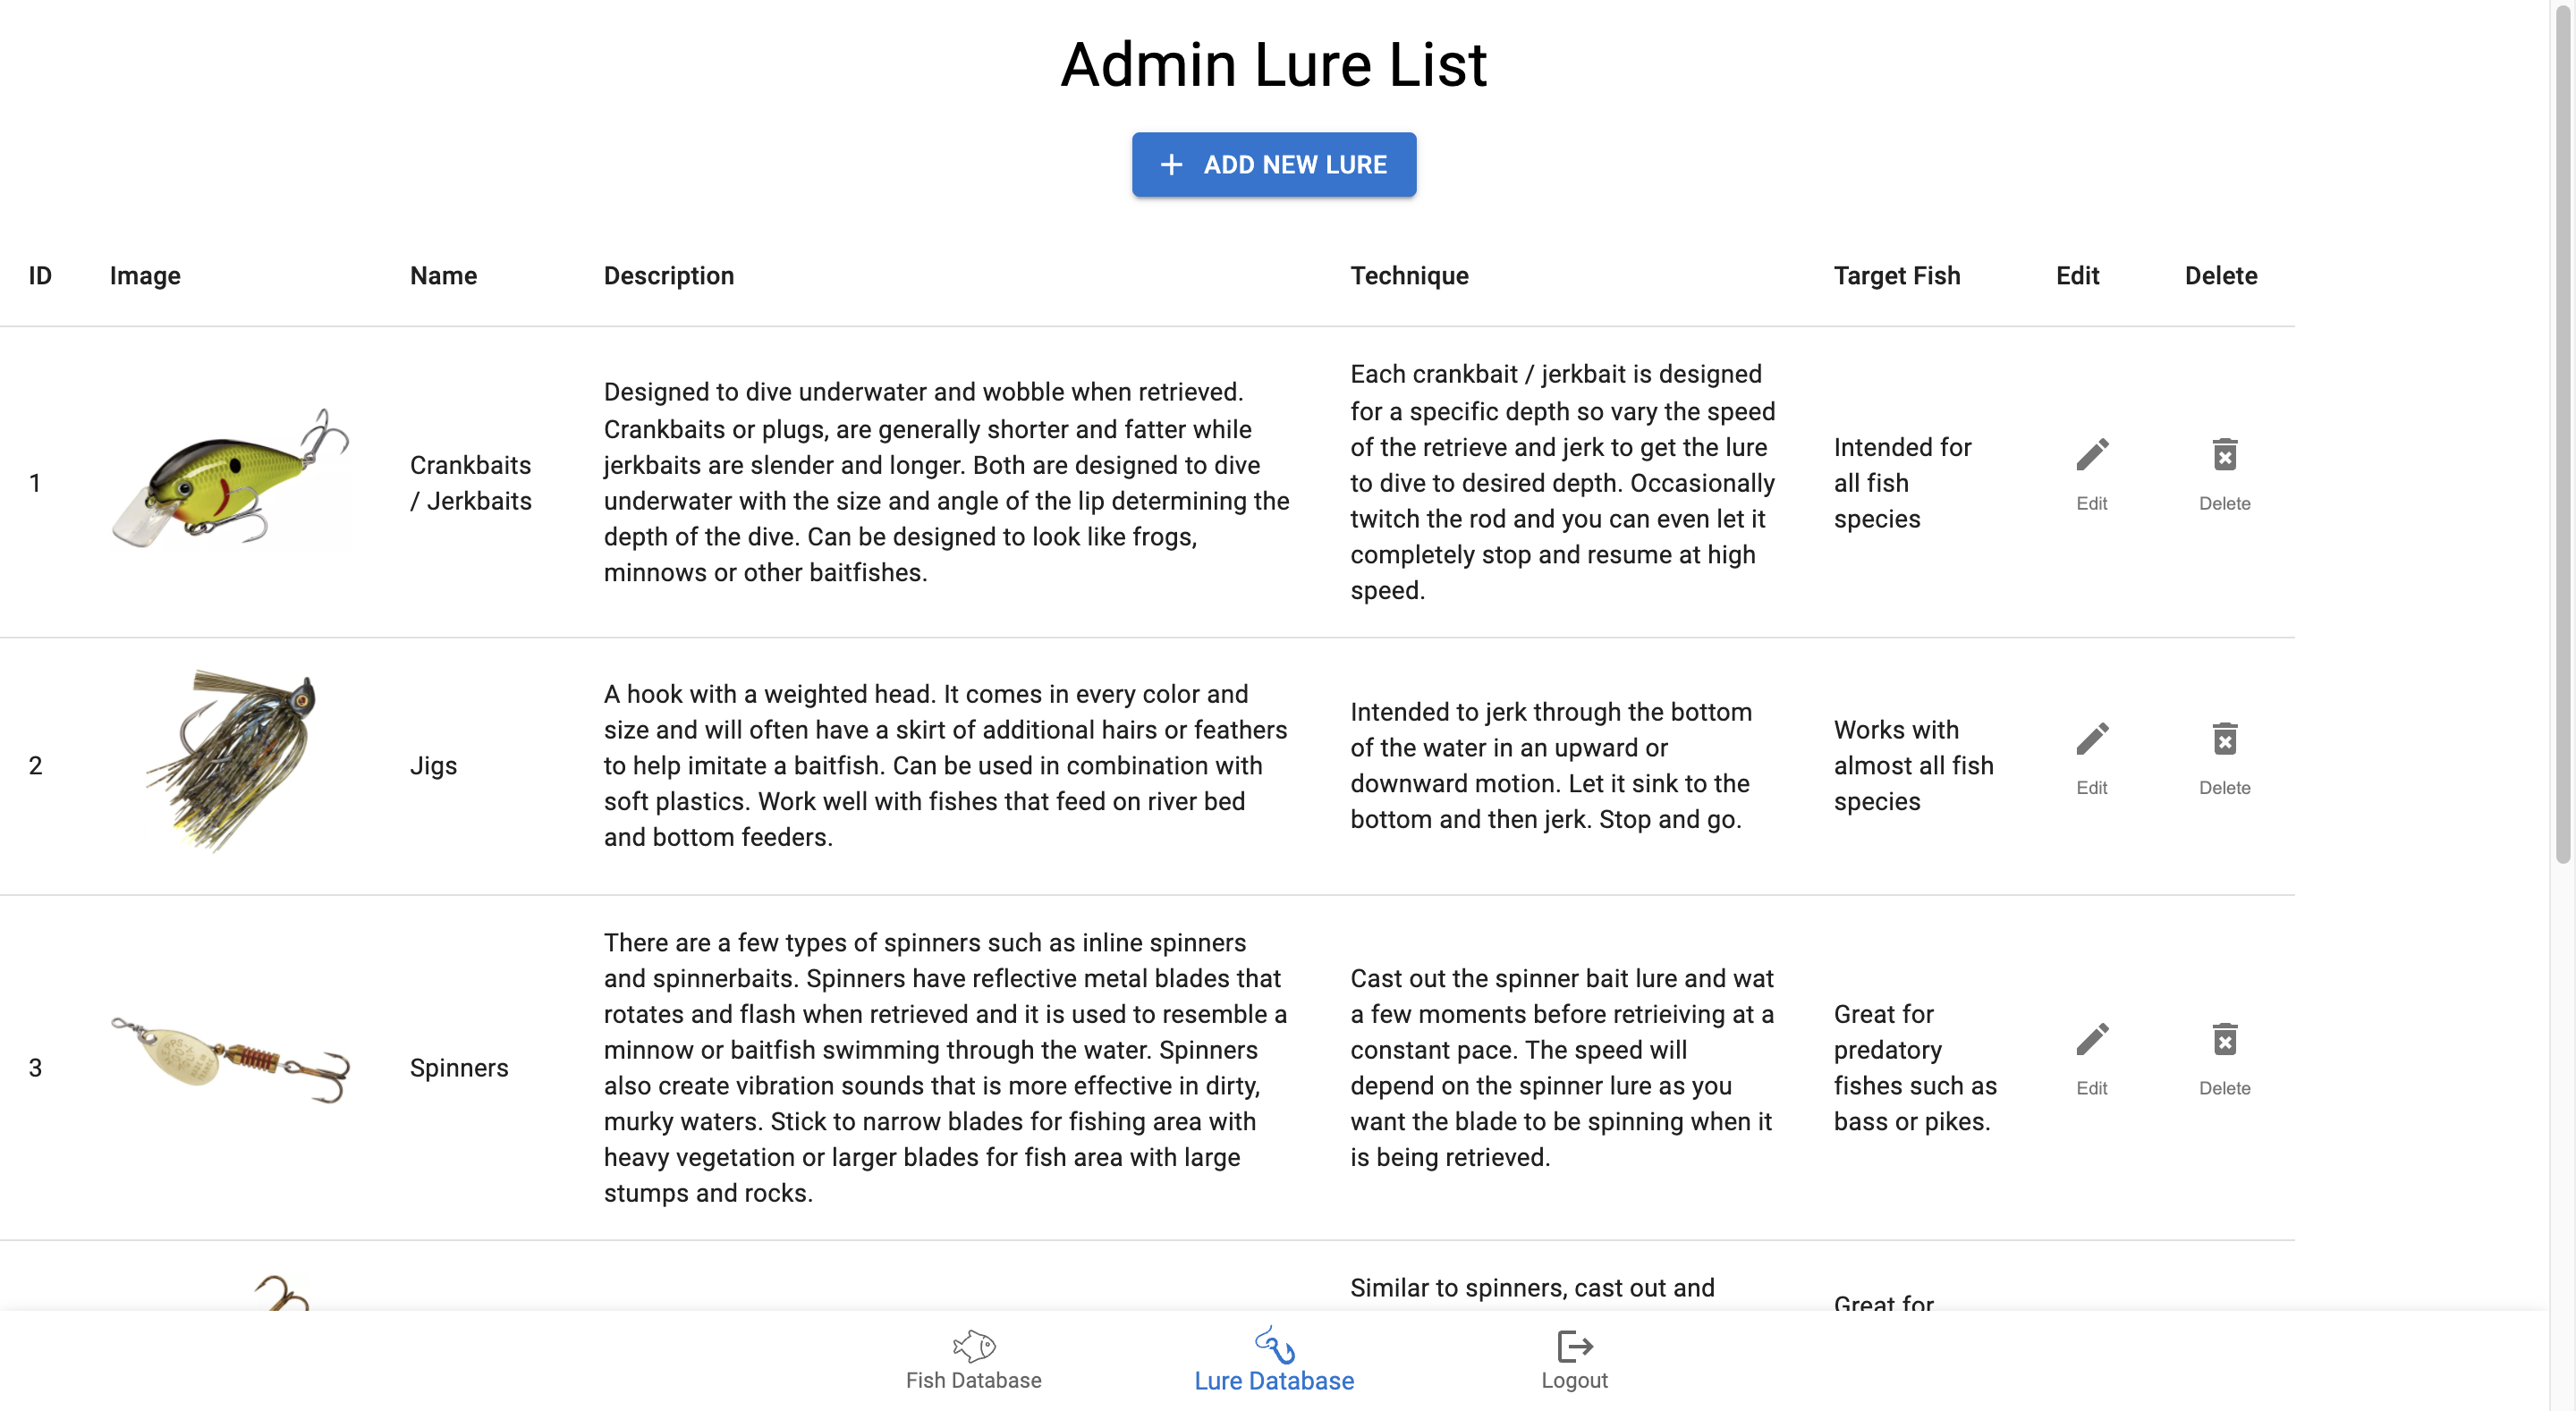 Admin Lure List
+ ADD NEW LURE
ID Image Name Description Technique Target Fish Edit Delete
1
Crankbaits
/ Jerkbaits
Designed to dive underwater and wobble when retrieved.
Crankbaits or plugs, are generally shorter and fatter while
jerkbaits are slender and longer. Both are designed to dive
underwater with the size and angle of the lip determining the
depth of the dive. Can be designed to look like frogs,
minnows or other baitfishes.
Each crankbait / jerkbait is designed
for a specific depth so vary the speed
of the retrieve and jerk to get the lure
to dive to desired depth. Occasionally
twitch the rod and you can even let it
completely stop and resume at high
speed.
Intended for
all fish
species
Edit
Delete
2
Jigs
A hook with a weighted head. It comes in every color and
size and will often have a skirt of additional hairs or feathers
to help imitate a baitfish. Can be used in combination with
soft plastics. Work well with fishes that feed on river bed
and bottom feeders.
Intended to jerk through the bottom
of the water in an upward or
downward motion. Let it sink to the
bottom and then jerk. Stop and go.
Works with
almost all fish
species
Edit
Delete
3
Spinners
There are a few types of spinners such as inline spinners
and spinnerbaits. Spinners have reflective metal blades that
rotates and flash when retrieved and it is used to resemble a
minnow or baitfish swimming through the water. Spinners
also create vibration sounds that is more effective in dirty,
murky waters. Stick to narrow blades for fishing area with
heavy vegetation or larger blades for fish area with large
stumps and rocks.
Cast out the spinner bait lure and wat
a few moments before retrieiving at a
constant pace. The speed will
depend on the spinner lure as you
want the blade to be spinning when it
is being retrieved.
Great for
predatory
fishes such as
bass or pikes.
Edit
Delete
Similar to spinners, cast out and
Great for
Fish Database
Lure Database
Logout